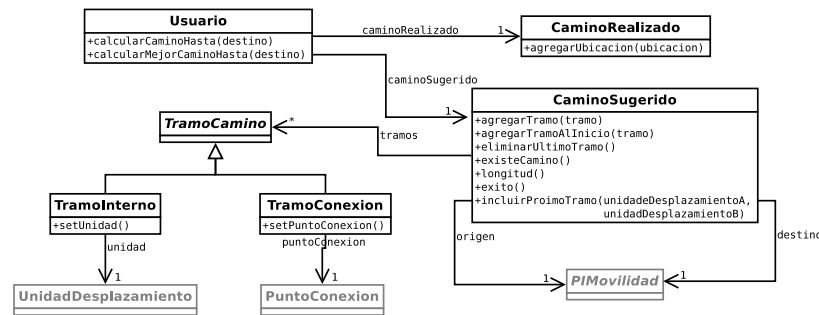 Usuario
+calcularCaminoHasta(destino)
+calcularMejorCaminoHasta(destino)
caminoRealizado
1
CaminoRealizado
+agregarUbicacion(ubicacion)
caminoSugerido
1
CaminoSugerido
+agregarTramo(tramo)
+agregarTramoAlInicio(tramo)
+eliminarUltimoTramo()
+existeCamino()
+longitud()
+exito()
+incluirProimoTramo(unidadeDesplazamientoA,
unidadDesplazamientoB)
TramoCamino
*
tramos
TramoInterno
+setUnidad()
TramoConexion
+setPuntoConexion()
unidad
1
puntoConexion
1
origen
1
destino
1
UnidadDesplazamiento
PuntoConexion
PIMovilidad